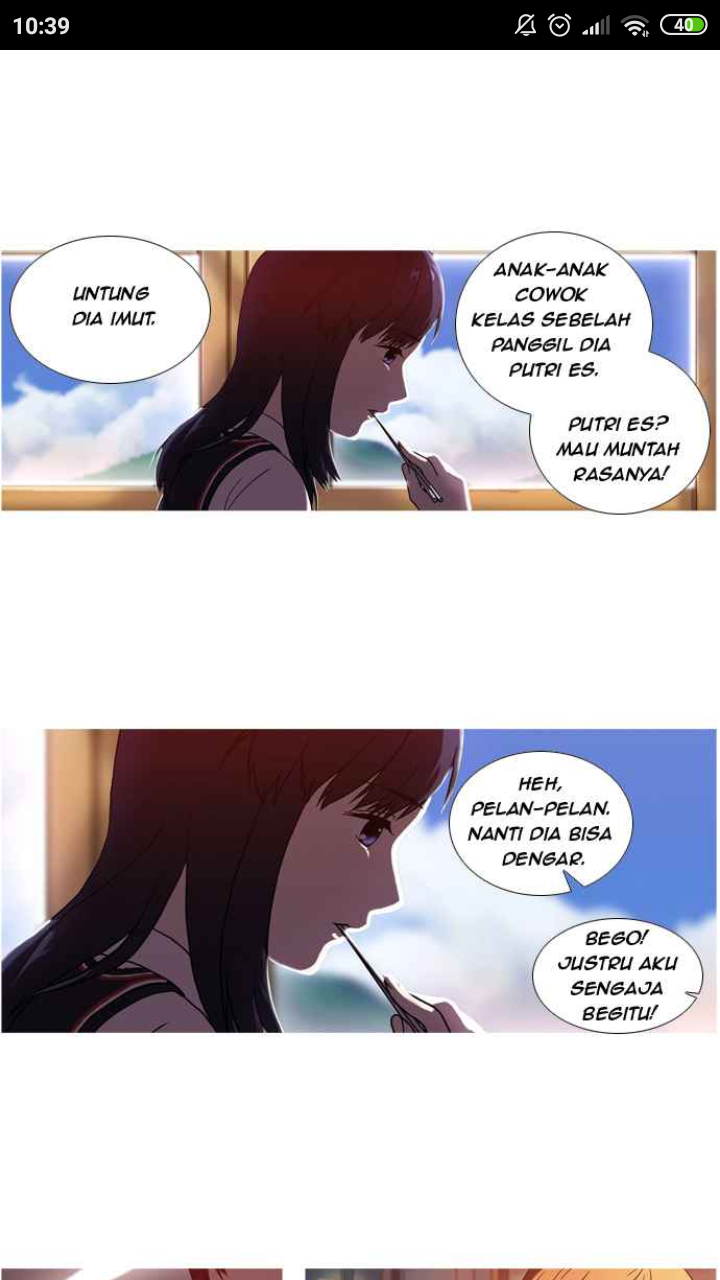 10:39
40
UNTUNG
DIA IMUT.
ANAK-ANAK
COWOK
KELAS SEBELAH
PANGGIL DIA
PUTRI ES.
PUTRI ES?
MAU MUNTAH
RASANYA!
HEH,
PELAN-PELAN.
NANTI DIA BISA
DENGAR.
BEGO!
JUSTRU AKU
SENGAJA
BEGITU!